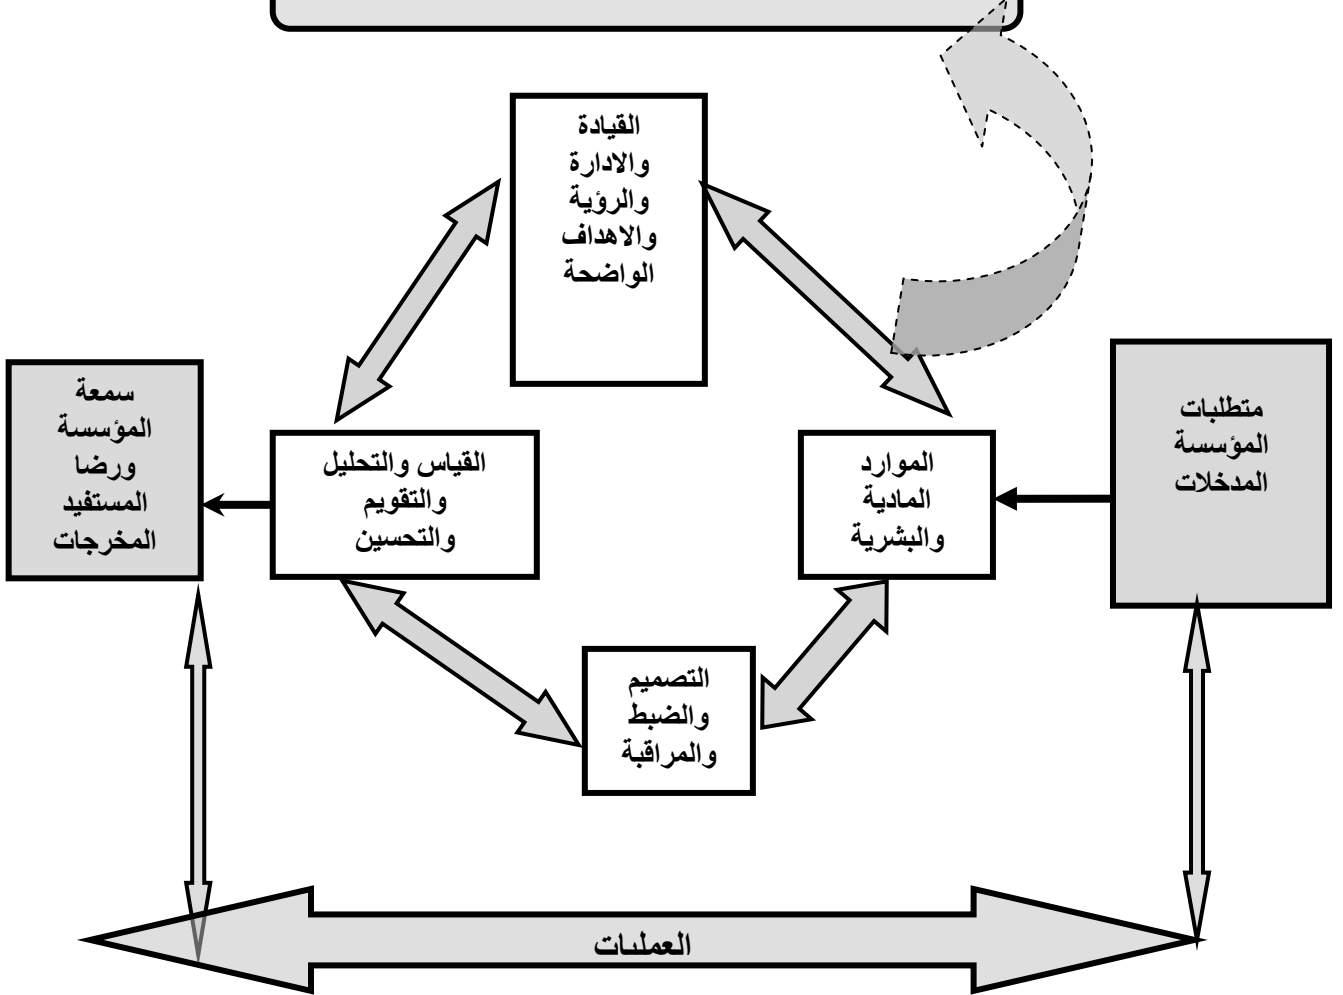 القيادة
والادارة
والرؤية
والاهداف
الواضحة
متطلبات
المؤسسة
المدخلات
الموارد
المادية
والبشرية
القياس والتحليل
والتقويم
والتحسين
سمعة
المؤسسة
ورضا
المستفيد
المخرجات
التصميم
والضبط
والمراقبة
العمليات